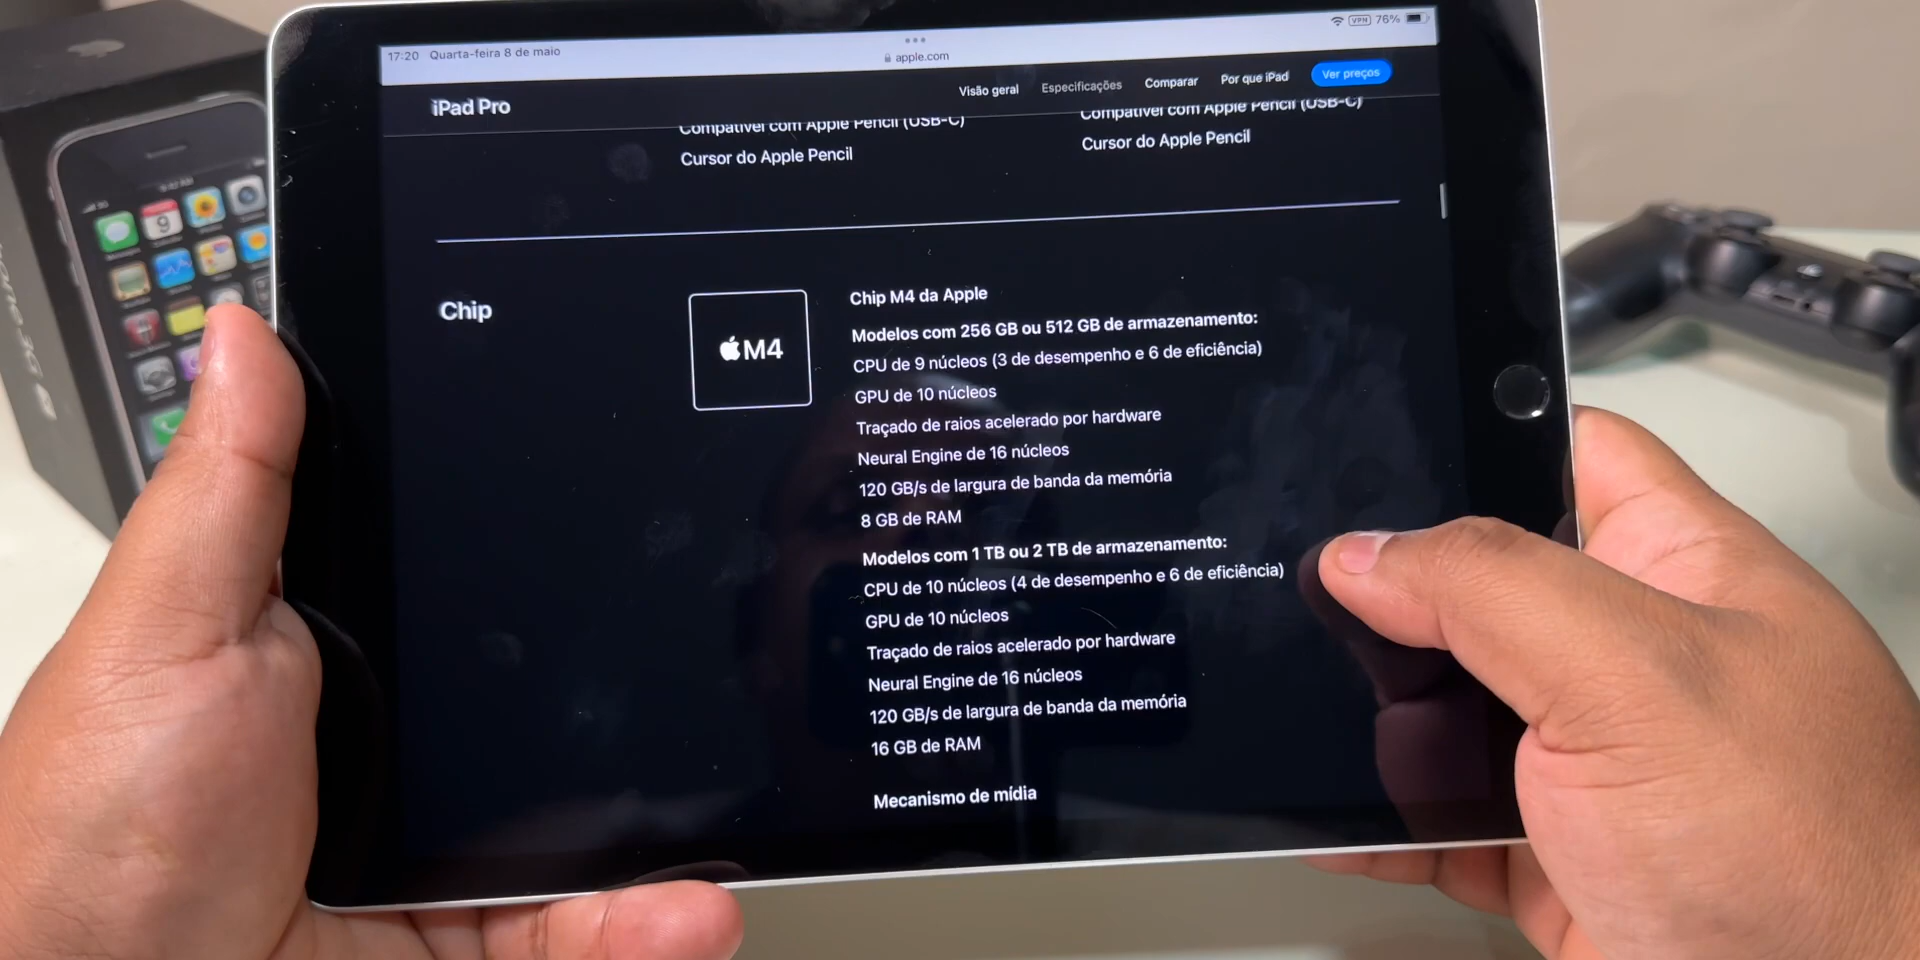 17:20 Quarta-feira 8 de maio
apple.com
VPN 76%
iPad Pro
Visão geral
Especificações
Comparar
Por que iPad
Ver preços
Compatível com Apple Pencil (USB-C)
Compatível com Apple Pencil (USB-C)
Cursor do Apple Pencil
Cursor do Apple Pencil
Chip
M4
Chip M4 da Apple
Modelos com 256 GB ou 512 GB de armazenamento:
CPU de 9 núcleos (3 de desempenho e 6 de eficiência)
GPU de 10 núcleos
Traçado de raios acelerado por hardware
Neural Engine de 16 núcleos
120 GB/s de largura de banda da memória
8 GB de RAM
Modelos com 1 TB ou 2 TB de armazenamento:
CPU de 10 núcleos (4 de desempenho e 6 de eficiência)
GPU de 10 núcleos
Traçado de raios acelerado por hardware
Neural Engine de 16 núcleos
120 GB/s de largura de banda da memória
16 GB de RAM
Mecanismo de mídia
9